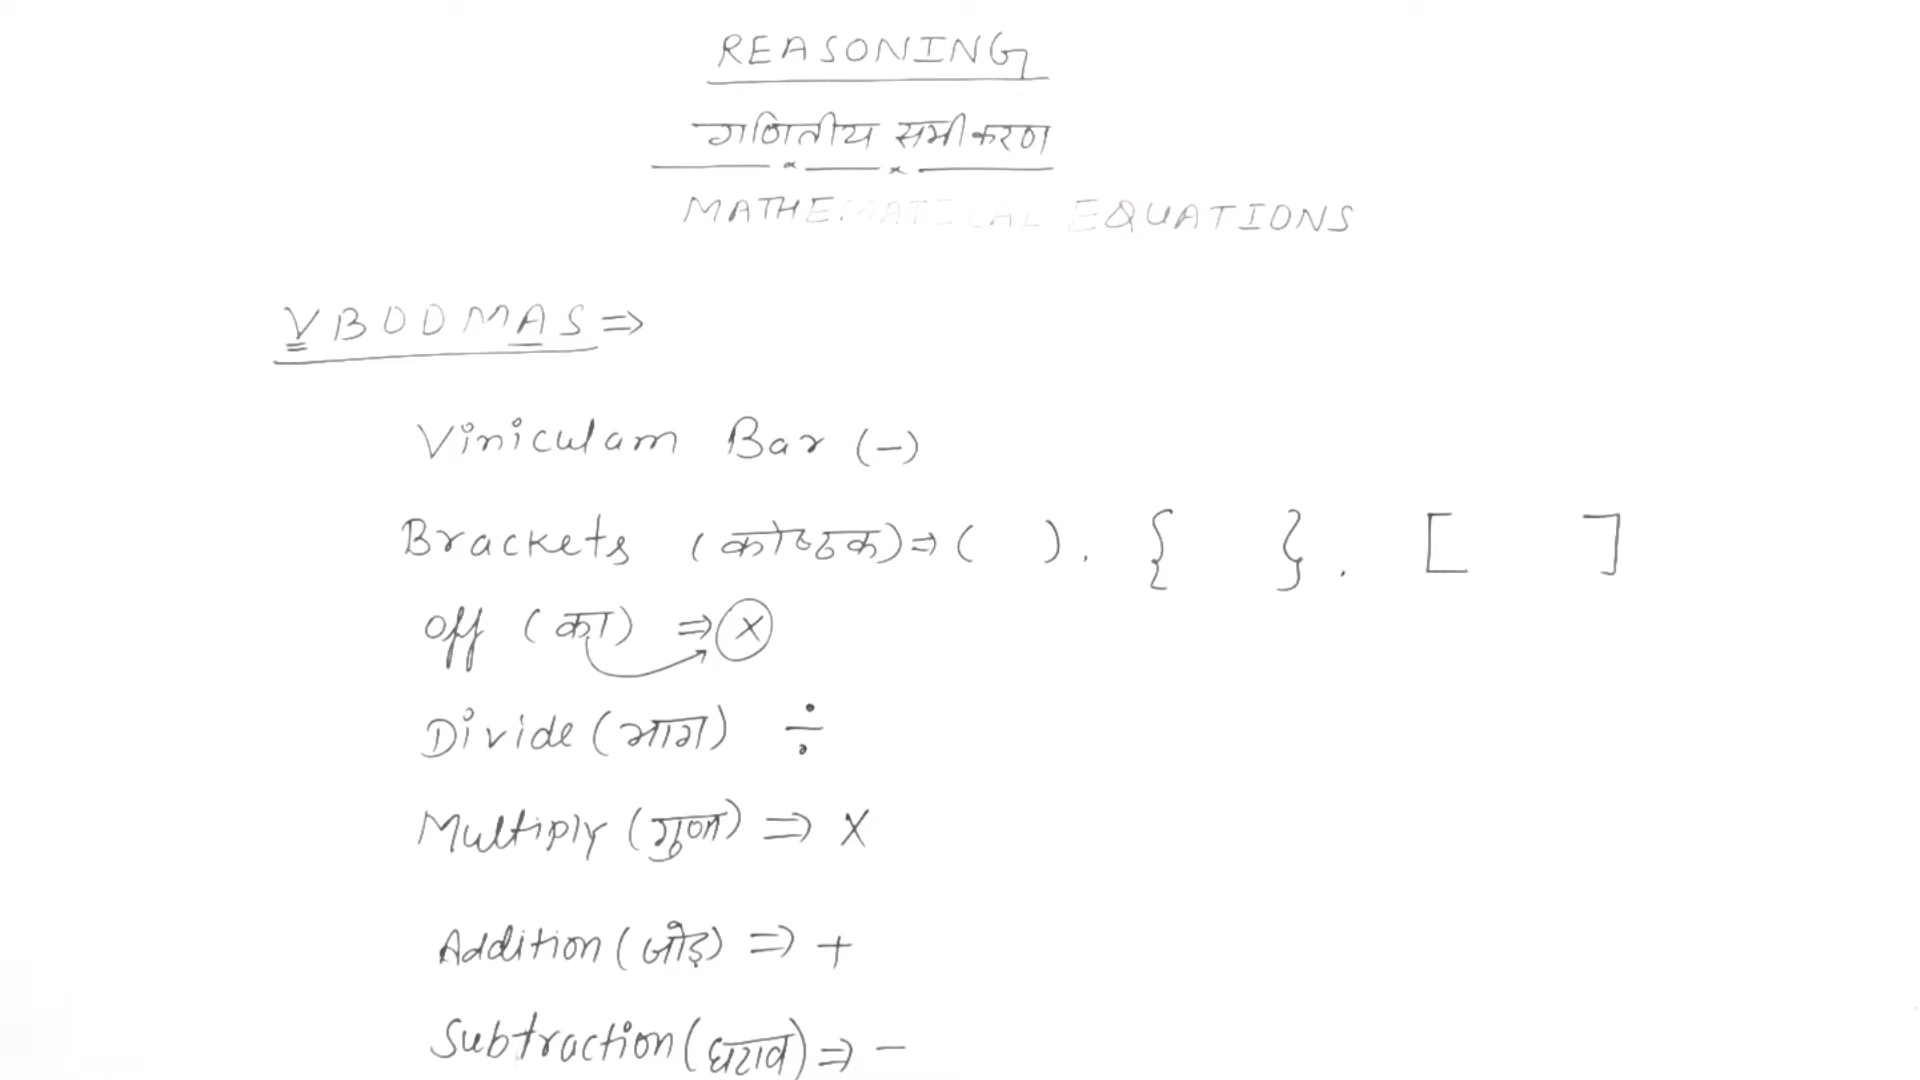 REASONING
गणितीय समीकरण
MATHEMATICAL EQUATIONS
VBODMAS ⇒
Viniculam Bar (−)
Brackets (कोष्ठक) ⇒ ( ), { }, [ ]
off (का) ⇒ ×
Divide (भाग) ÷
Multiply (गुणा) ⇒ ×
Addition (जोड़) ⇒ +
Subtraction (घटाव) ⇒ −